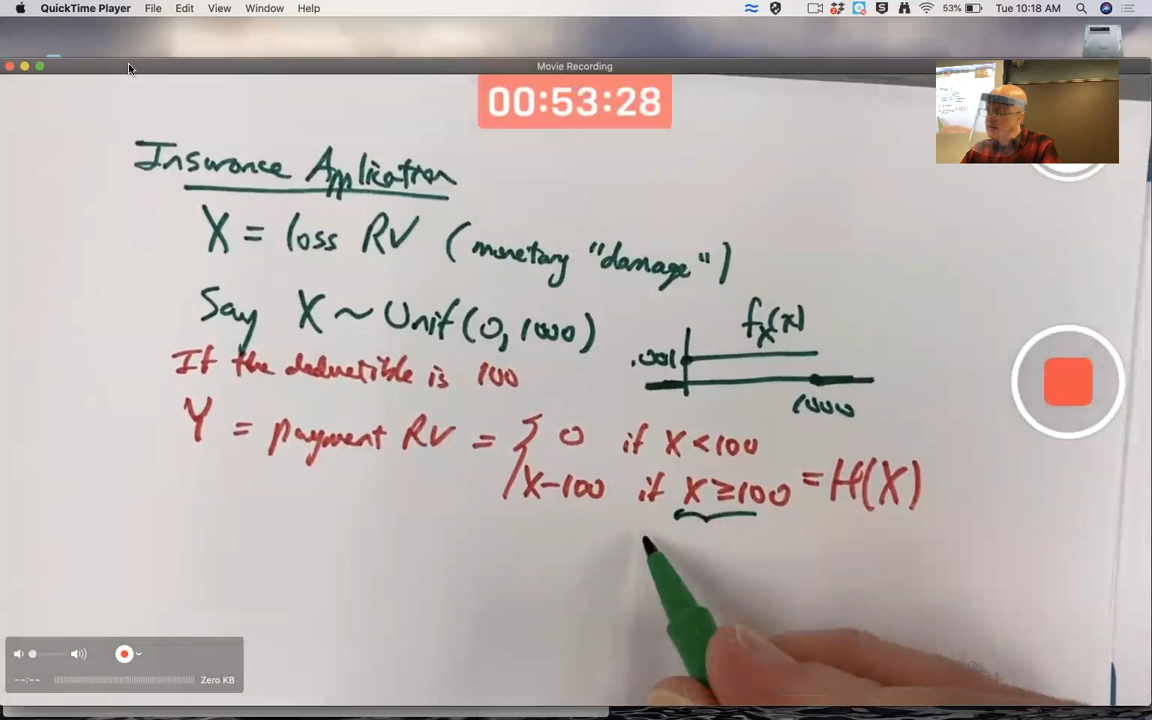 QuickTime Player File Edit View Window Help 53% Tue 10:18 AM
Movie Recording
00:53:28
Insurance Application
X = loss RV (monetary "damage")
Say X ~ Unif(0, 1000)
fX(x)
.001
1000
If the deductible is 100
Y = payment RV = { 0 if X < 100
X-100 if X ≥ 100 = H(X)
--:-- Zero KB